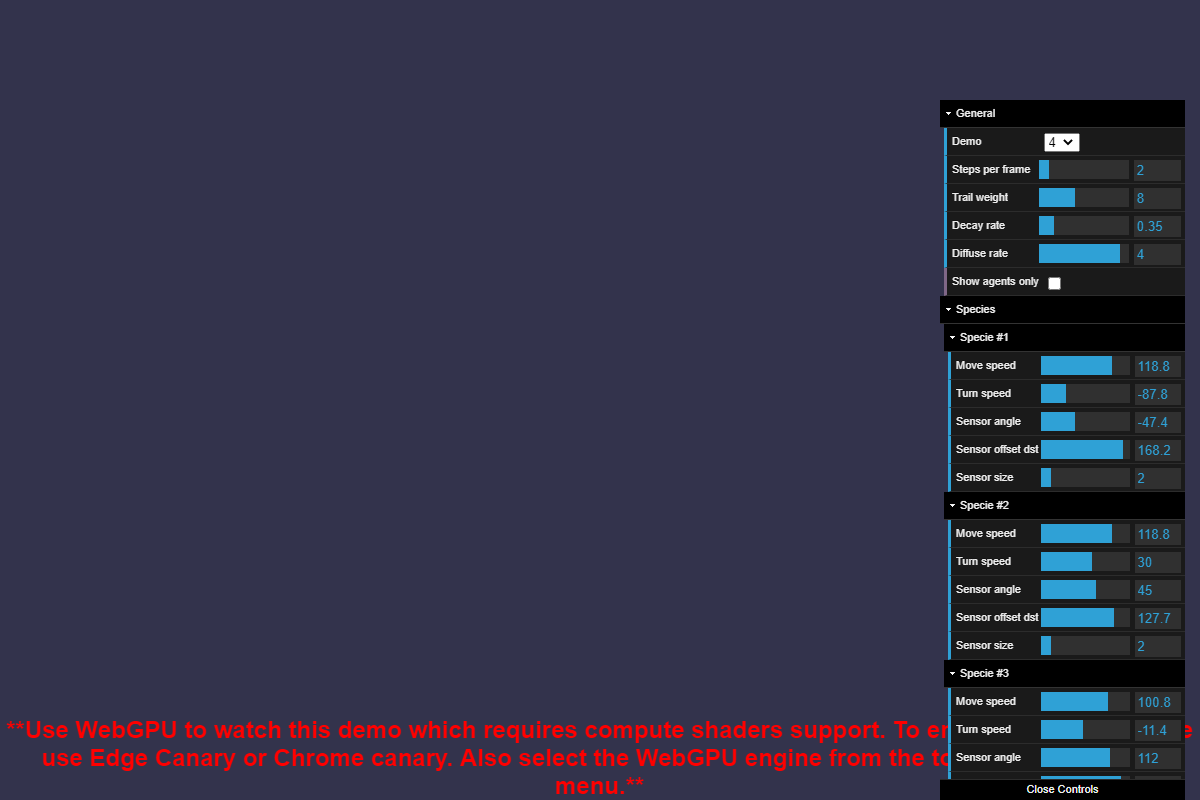 General
Demo 4
Steps per frame 2
Trail weight 8
Decay rate 0.35
Diffuse rate 4
Show agents only
Species
Specie #1
Move speed 118.8
Turn speed -87.8
Sensor angle -47.4
Sensor offset dst 168.2
Sensor size 2
Specie #2
Move speed 118.8
Turn speed 30
Sensor angle 45
Sensor offset dst 127.7
Sensor size 2
Specie #3
Move speed 100.8
Turn speed -11.4
Sensor angle 112
Close Controls
**Use WebGPU to watch this demo which requires compute shaders support. To
use Edge Canary or Chrome canary. Also select the WebGPU engine from the
menu.**